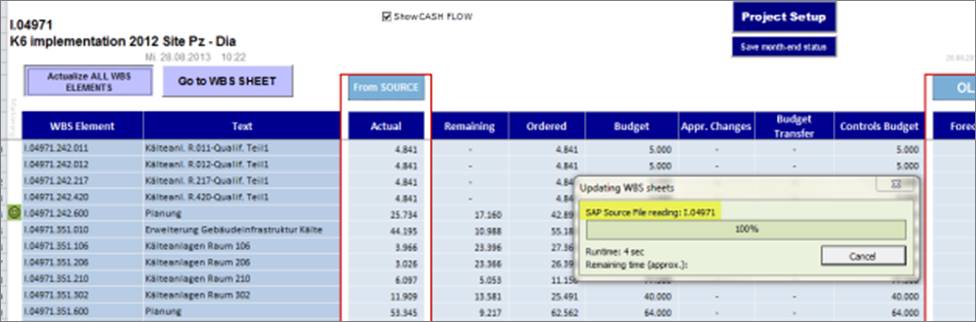 I.04971
Show CASH FLOW
Project Setup
K6 implementation 2012 Site Pz - Dia
Save month-end status
Mi. 28.08.2013 10:22
Actualize ALL WBS ELEMENTS
Go to WBS SHEET
From SOURCE
OL
WBS Element Text Actual Remaining Ordered Budget Appr. Changes Budget Transfer Controls Budget Forec
I.04971.242.011 Kälteanl. R.011-Qualif. Teil1 4.841 - 4.841 5.000 - - 5.000
I.04971.242.012 Kälteanl. R.012-Qualif. Teil1 4.841 - 4.841 5.000 - - 5.000
I.04971.242.217 Kälteanl. R.217-Qualif. Teil1 4.841 - 4.841
I.04971.242.420 Kälteanl. R.420-Qualif. Teil1 4.841 - 4.841
I.04971.242.600 Planung 25.734 17.160 42.89
I.04971.351.010 Erweiterung Gebäudeinfrastruktur Kälte 44.195 10.988 55.18
I.04971.351.106 Kälteanlagen Raum 106 3.966 23.396 27.36
I.04971.351.206 Kälteanlagen Raum 206 3.026 23.366 26.39
I.04971.351.210 Kälteanlagen Raum 210 6.097 5.053 11.15
I.04971.351.302 Kälteanlagen Raum 302 11.909 13.581 25.491 40.000 - - 40.000
I.04971.351.600 Planung 53.345 9.217 62.562 64.000 - - 64.000
Updating WBS sheets
SAP Source File reading: I.04971
100%
Runtime: 4 sec
Remaining time (approx.):
Cancel